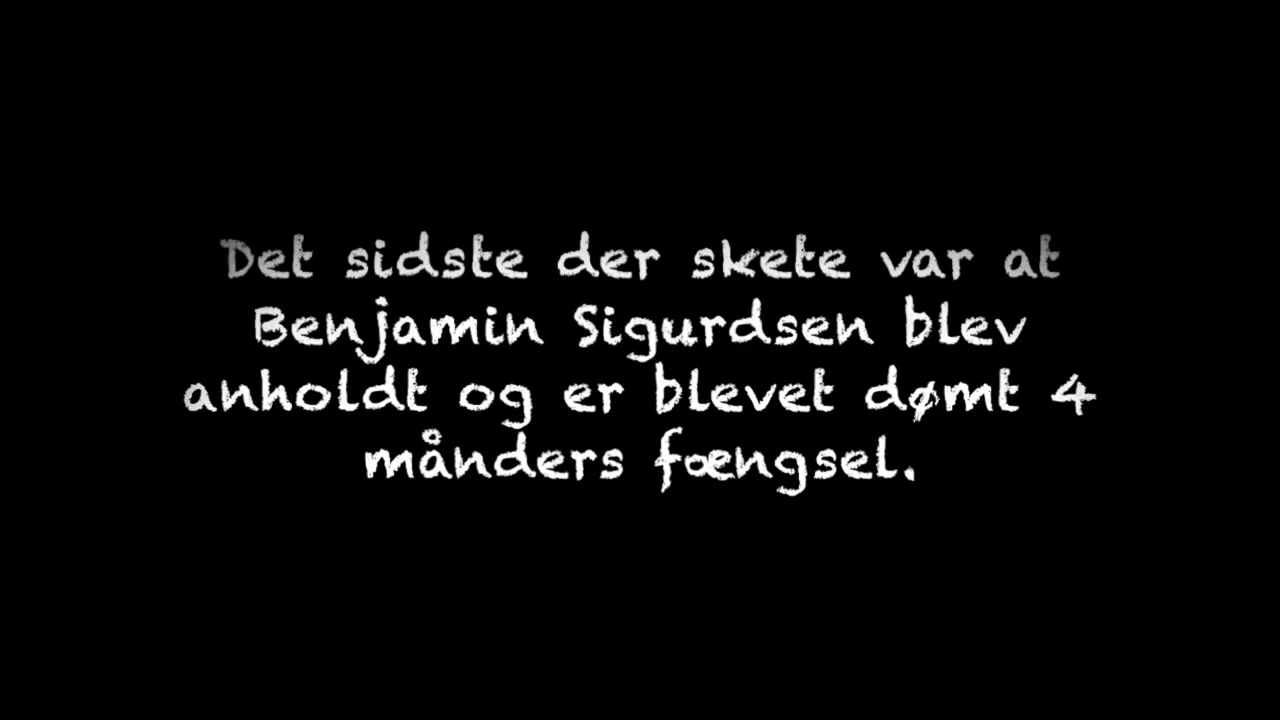 Det sidste der skete var at
Benjamin Sigurdsen blev
anholdt og er blevet dømt 4
månders fængsel.